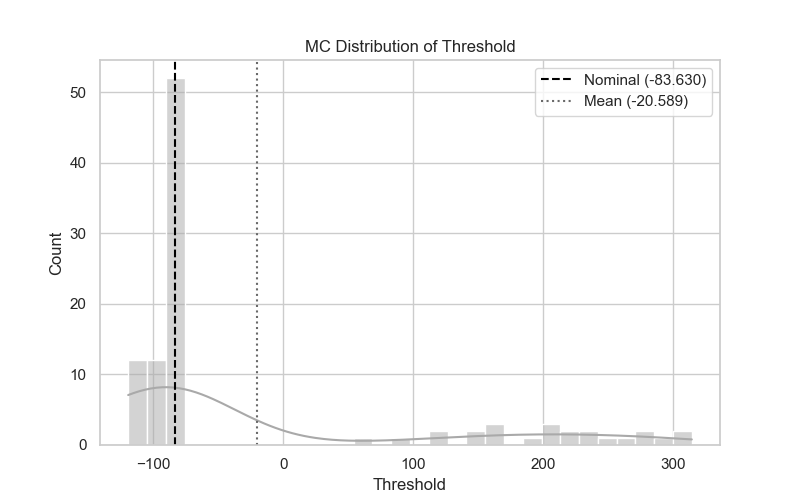 MC Distribution of Threshold
Nominal (-83.630)
Mean (-20.589)
Count
50
40
30
20
10
0
−100
0
100
200
300
Threshold